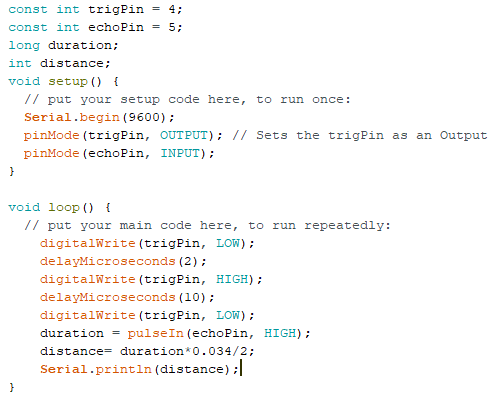 const int trigPin = 4;
const int echoPin = 5;
long duration;
int distance;
void setup() {
  // put your setup code here, to run once:
  Serial.begin(9600);
  pinMode(trigPin, OUTPUT); // Sets the trigPin as an Output
  pinMode(echoPin, INPUT);
}

void loop() {
  // put your main code here, to run repeatedly:
    digitalWrite(trigPin, LOW);
    delayMicroseconds(2);
    digitalWrite(trigPin, HIGH);
    delayMicroseconds(10);
    digitalWrite(trigPin, LOW);
    duration = pulseIn(echoPin, HIGH);
    distance= duration*0.034/2;
    Serial.println(distance);
}